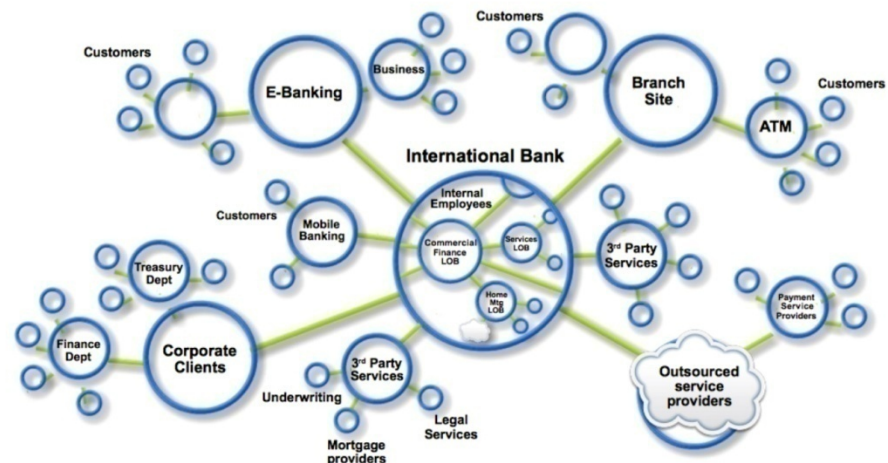 Customers
E-Banking
Business
Customers
Branch
Site
ATM
Customers
International Bank
Internal
Employees
Commercial
Finance
LOB
Services
LOB
Home
Mtg
LOB
Customers
Mobile
Banking
3rd Party
Services
Treasury
Dept
Finance
Dept
Corporate
Clients
3rd Party
Services
Underwriting
Mortgage
providers
Legal
Services
Payment
Service
Providers
Outsourced
service
providers